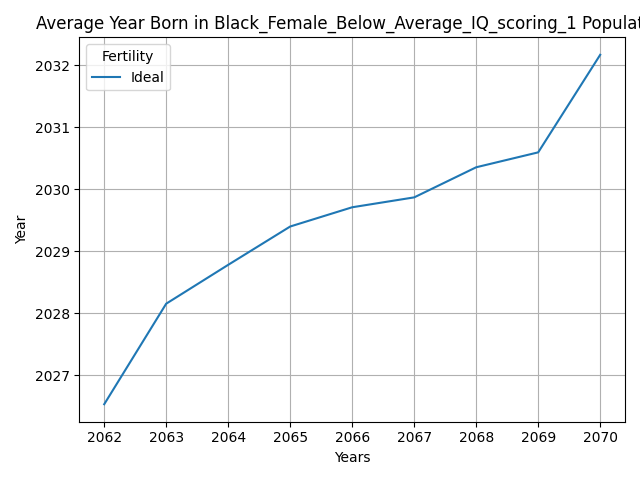 Average Year Born in Black_Female_Below_Average_IQ_scoring_1 Populat
Fertility
Ideal
2032
2031
2030
2029
2028
2027
Year
2062 2063 2064 2065 2066 2067 2068 2069 2070
Years